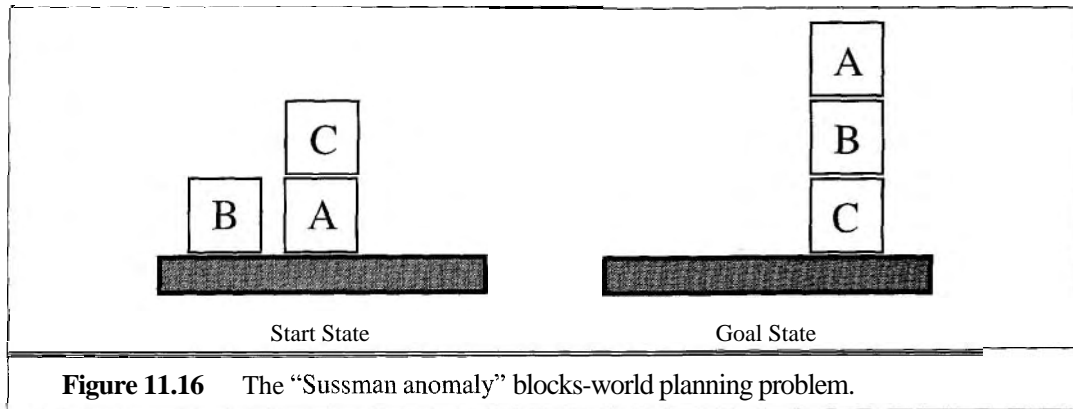 A
C
B
B A
C
Start State Goal State
Figure 11.16 The “Sussman anomaly” blocks-world planning problem.